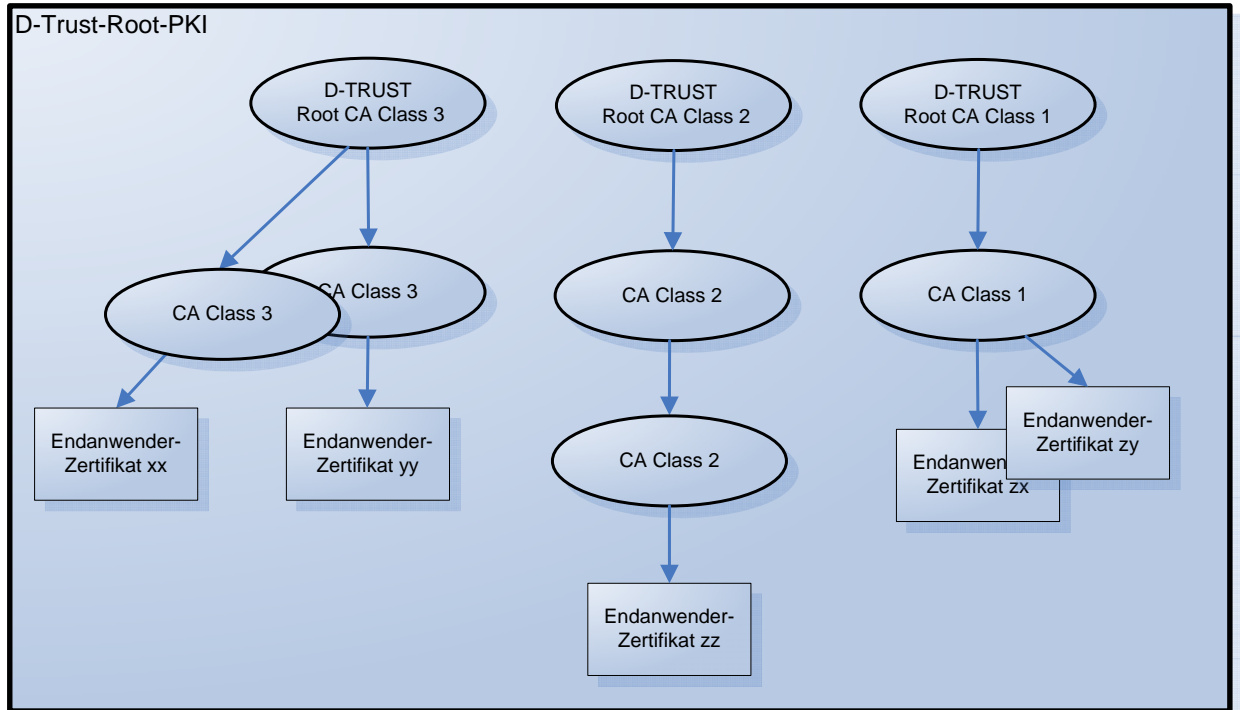 D-Trust-Root-PKI
D-TRUST
Root CA Class 3
D-TRUST
Root CA Class 2
D-TRUST
Root CA Class 1
CA Class 3
CA Class 3
CA Class 2
CA Class 1
Endanwender-
Zertifikat xx
Endanwender-
Zertifikat yy
CA Class 2
Endanwen
Zertifikat zx
Endanwender-
Zertifikat zy
Endanwender-
Zertifikat zz